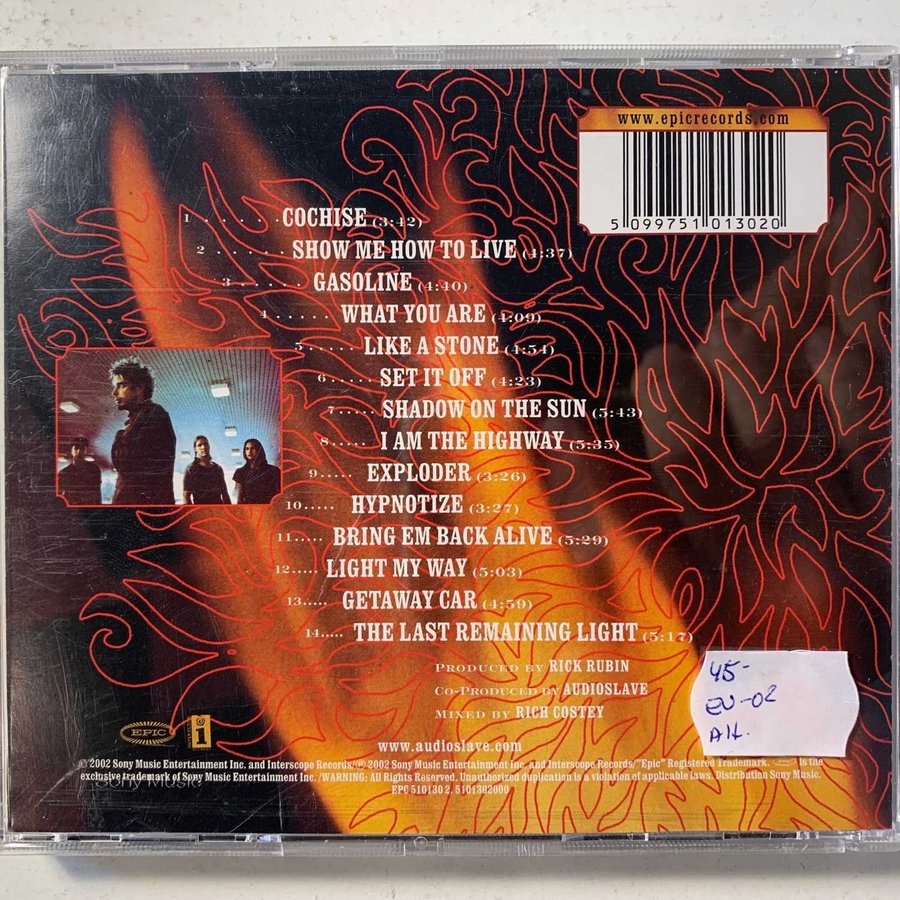 www.epicrecords.com
5 099751 013020
1 . . . . . COCHISE (3:42)
2 . . . . . SHOW ME HOW TO LIVE (4:37)
3 . . . . . GASOLINE (4:40)
4 . . . . . WHAT YOU ARE (4:09)
5 . . . . . LIKE A STONE (4:54)
6 . . . . . SET IT OFF (4:23)
7 ..... SHADOW ON THE SUN (5:43)
8 ..... I AM THE HIGHWAY (5:35)
9 ..... EXPLODER (3:26)
10 ..... HYPNOTIZE (3:27)
11 ..... BRING EM BACK ALIVE (5:29)
12 ..... LIGHT MY WAY (5:03)
13 ..... GETAWAY CAR (4:59)
14 ..... THE LAST REMAINING LIGHT (5:17)
PRODUCED BY RICK RUBIN
CO-PRODUCED BY AUDIOSLAVE
MIXED BY RICH COSTEY
45-
EU-02
EPIC
www.audioslave.com
© 2002 Sony Music Entertainment Inc. and Interscope Records/℗ 2002 Sony Music Entertainment Inc. and Interscope Records/"Epic" Registered Trademark. is the
exclusive trademark of Sony Music Entertainment Inc. /WARNING: All Rights Reserved. Unauthorized duplication is a violation of applicable laws. Distribution Sony Music.
Sony Music
EPC 510130 2, 5101302000